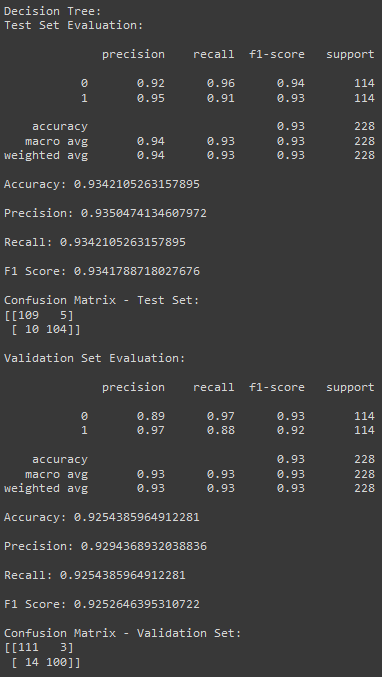 Decision Tree:
Test Set Evaluation:
precision recall f1-score support
0 0.92 0.96 0.94 114
1 0.95 0.91 0.93 114
accuracy 0.93 228
macro avg 0.94 0.93 0.93 228
weighted avg 0.94 0.93 0.93 228
Accuracy: 0.9342105263157895
Precision: 0.9350474134607972
Recall: 0.9342105263157895
F1 Score: 0.9341788718027676
Confusion Matrix - Test Set:
[[109 5]
[ 10 104]]
Validation Set Evaluation:
precision recall f1-score support
0 0.89 0.97 0.93 114
1 0.97 0.88 0.92 114
accuracy 0.93 228
macro avg 0.93 0.93 0.93 228
weighted avg 0.93 0.93 0.93 228
Accuracy: 0.9254385964912281
Precision: 0.9294368932038836
Recall: 0.9254385964912281
F1 Score: 0.9252646395310722
Confusion Matrix - Validation Set:
[[111 3]
[ 14 100]]